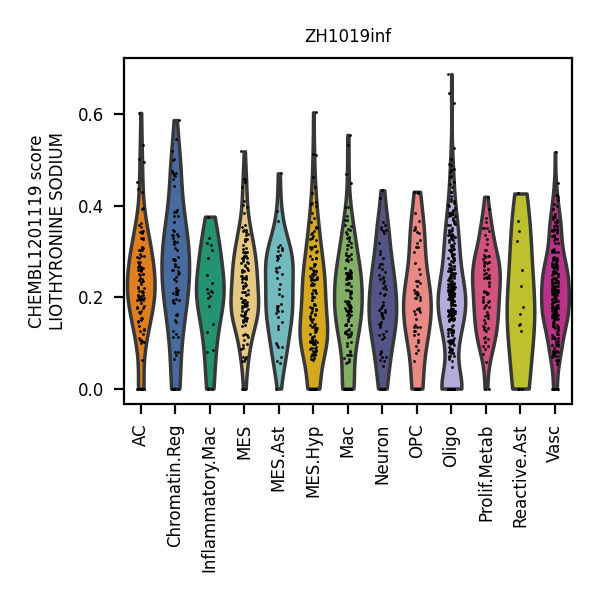 ZH1019inf
CHEMBL1201119 score
LIOTHYRONINE SODIUM
0.6
0.4
0.2
0.0
AC
Chromatin.Reg
Inflammatory.Mac
MES
MES.Ast
MES.Hyp
Mac
Neuron
OPC
Oligo
Prolif.Metab
Reactive.Ast
Vasc